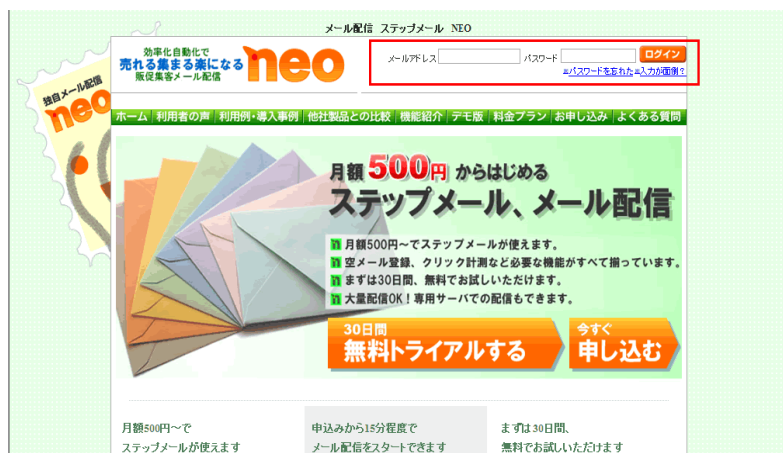 メール配信 ステップメール NEO
効率化自動化で
売れる集まる楽になる
販促集客メール配信
neo
メールアドレス
パスワード
ログイン
≡パスワードを忘れた ≡入力が面倒?
独自メール配信
neo
ホーム 利用者の声 利用例・導入事例 他社製品との比較 機能紹介 デモ版 料金プラン お申し込み よくある質問
月額500円からはじめる
ステップメール、メール配信
月額500円~でステップメールが使えます。
空メール登録、クリック計測など必要な機能がすべて揃っています。
まずは30日間、無料でお試しいただけます。
大量配信OK!専用サーバでの配信もできます。
30日間
無料トライアルする
今すぐ
申し込む
月額500円~で
ステップメールが使えます
申込みから15分程度で
メール配信をスタートできます
まずは30日間、
無料でお試しいただけます